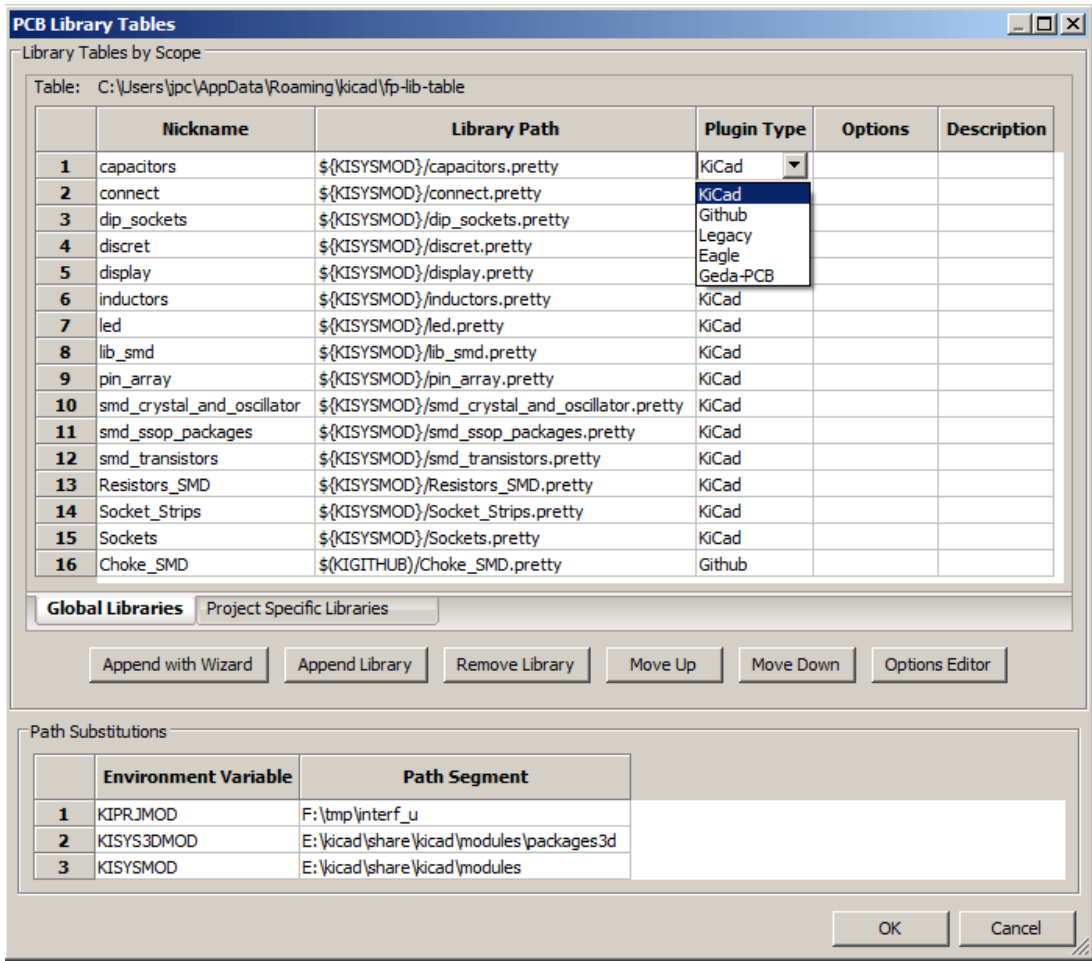 PCB Library Tables
Library Tables by Scope
Table: C:\Users\jpc\AppData\Roaming\kicad\fp-lib-table
Nickname Library Path Plugin Type Options Description
1 capacitors ${KISYSMOD}/capacitors.pretty KiCad
2 connect ${KISYSMOD}/connect.pretty KiCad
3 dip_sockets ${KISYSMOD}/dip_sockets.pretty Github
4 discret ${KISYSMOD}/discret.pretty Legacy
5 display ${KISYSMOD}/display.pretty Eagle
Geda-PCB
6 inductors ${KISYSMOD}/inductors.pretty KiCad
7 led ${KISYSMOD}/led.pretty KiCad
8 lib_smd ${KISYSMOD}/lib_smd.pretty KiCad
9 pin_array ${KISYSMOD}/pin_array.pretty KiCad
10 smd_crystal_and_oscillator ${KISYSMOD}/smd_crystal_and_oscillator.pretty KiCad
11 smd_ssop_packages ${KISYSMOD}/smd_ssop_packages.pretty KiCad
12 smd_transistors ${KISYSMOD}/smd_transistors.pretty KiCad
13 Resistors_SMD ${KISYSMOD}/Resistors_SMD.pretty KiCad
14 Socket_Strips ${KISYSMOD}/Socket_Strips.pretty KiCad
15 Sockets ${KISYSMOD}/Sockets.pretty KiCad
16 Choke_SMD $(KIGITHUB)/Choke_SMD.pretty Github
Global Libraries Project Specific Libraries
Append with Wizard Append Library Remove Library Move Up Move Down Options Editor
Path Substitutions
Environment Variable Path Segment
1 KIPRJMOD F:\tmp\interf_u
2 KISYS3DMOD E:\kicad\share\kicad\modules\packages3d
3 KISYSMOD E:\kicad\share\kicad\modules
OK Cancel